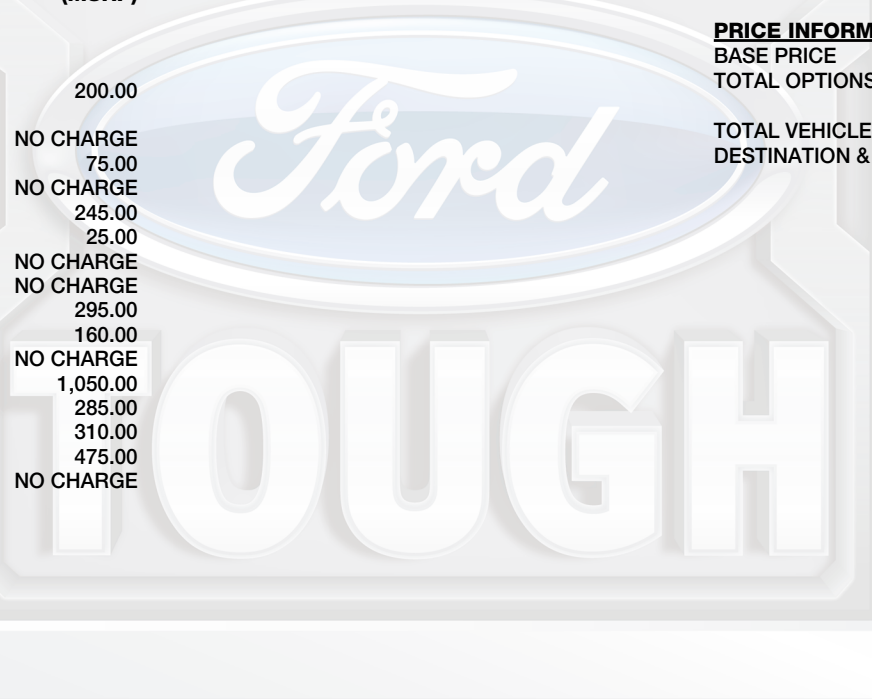 (MSRP)
200.00
NO CHARGE
75.00
NO CHARGE
245.00
25.00
NO CHARGE
NO CHARGE
295.00
160.00
NO CHARGE
1,050.00
285.00
310.00
475.00
NO CHARGE
PRICE INFORM
BASE PRICE
TOTAL OPTIONS
TOTAL VEHICLE
DESTINATION &
Ford
TOUGH